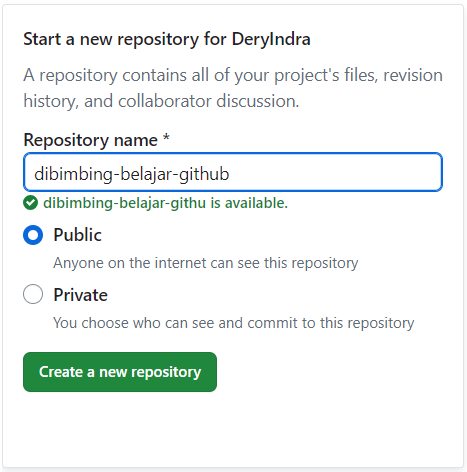 Start a new repository for DeryIndra
A repository contains all of your project's files, revision
history, and collaborator discussion.
Repository name *
dibimbing-belajar-github
dibimbing-belajar-githu is available.
Public
Anyone on the internet can see this repository
Private
You choose who can see and commit to this repository
Create a new repository